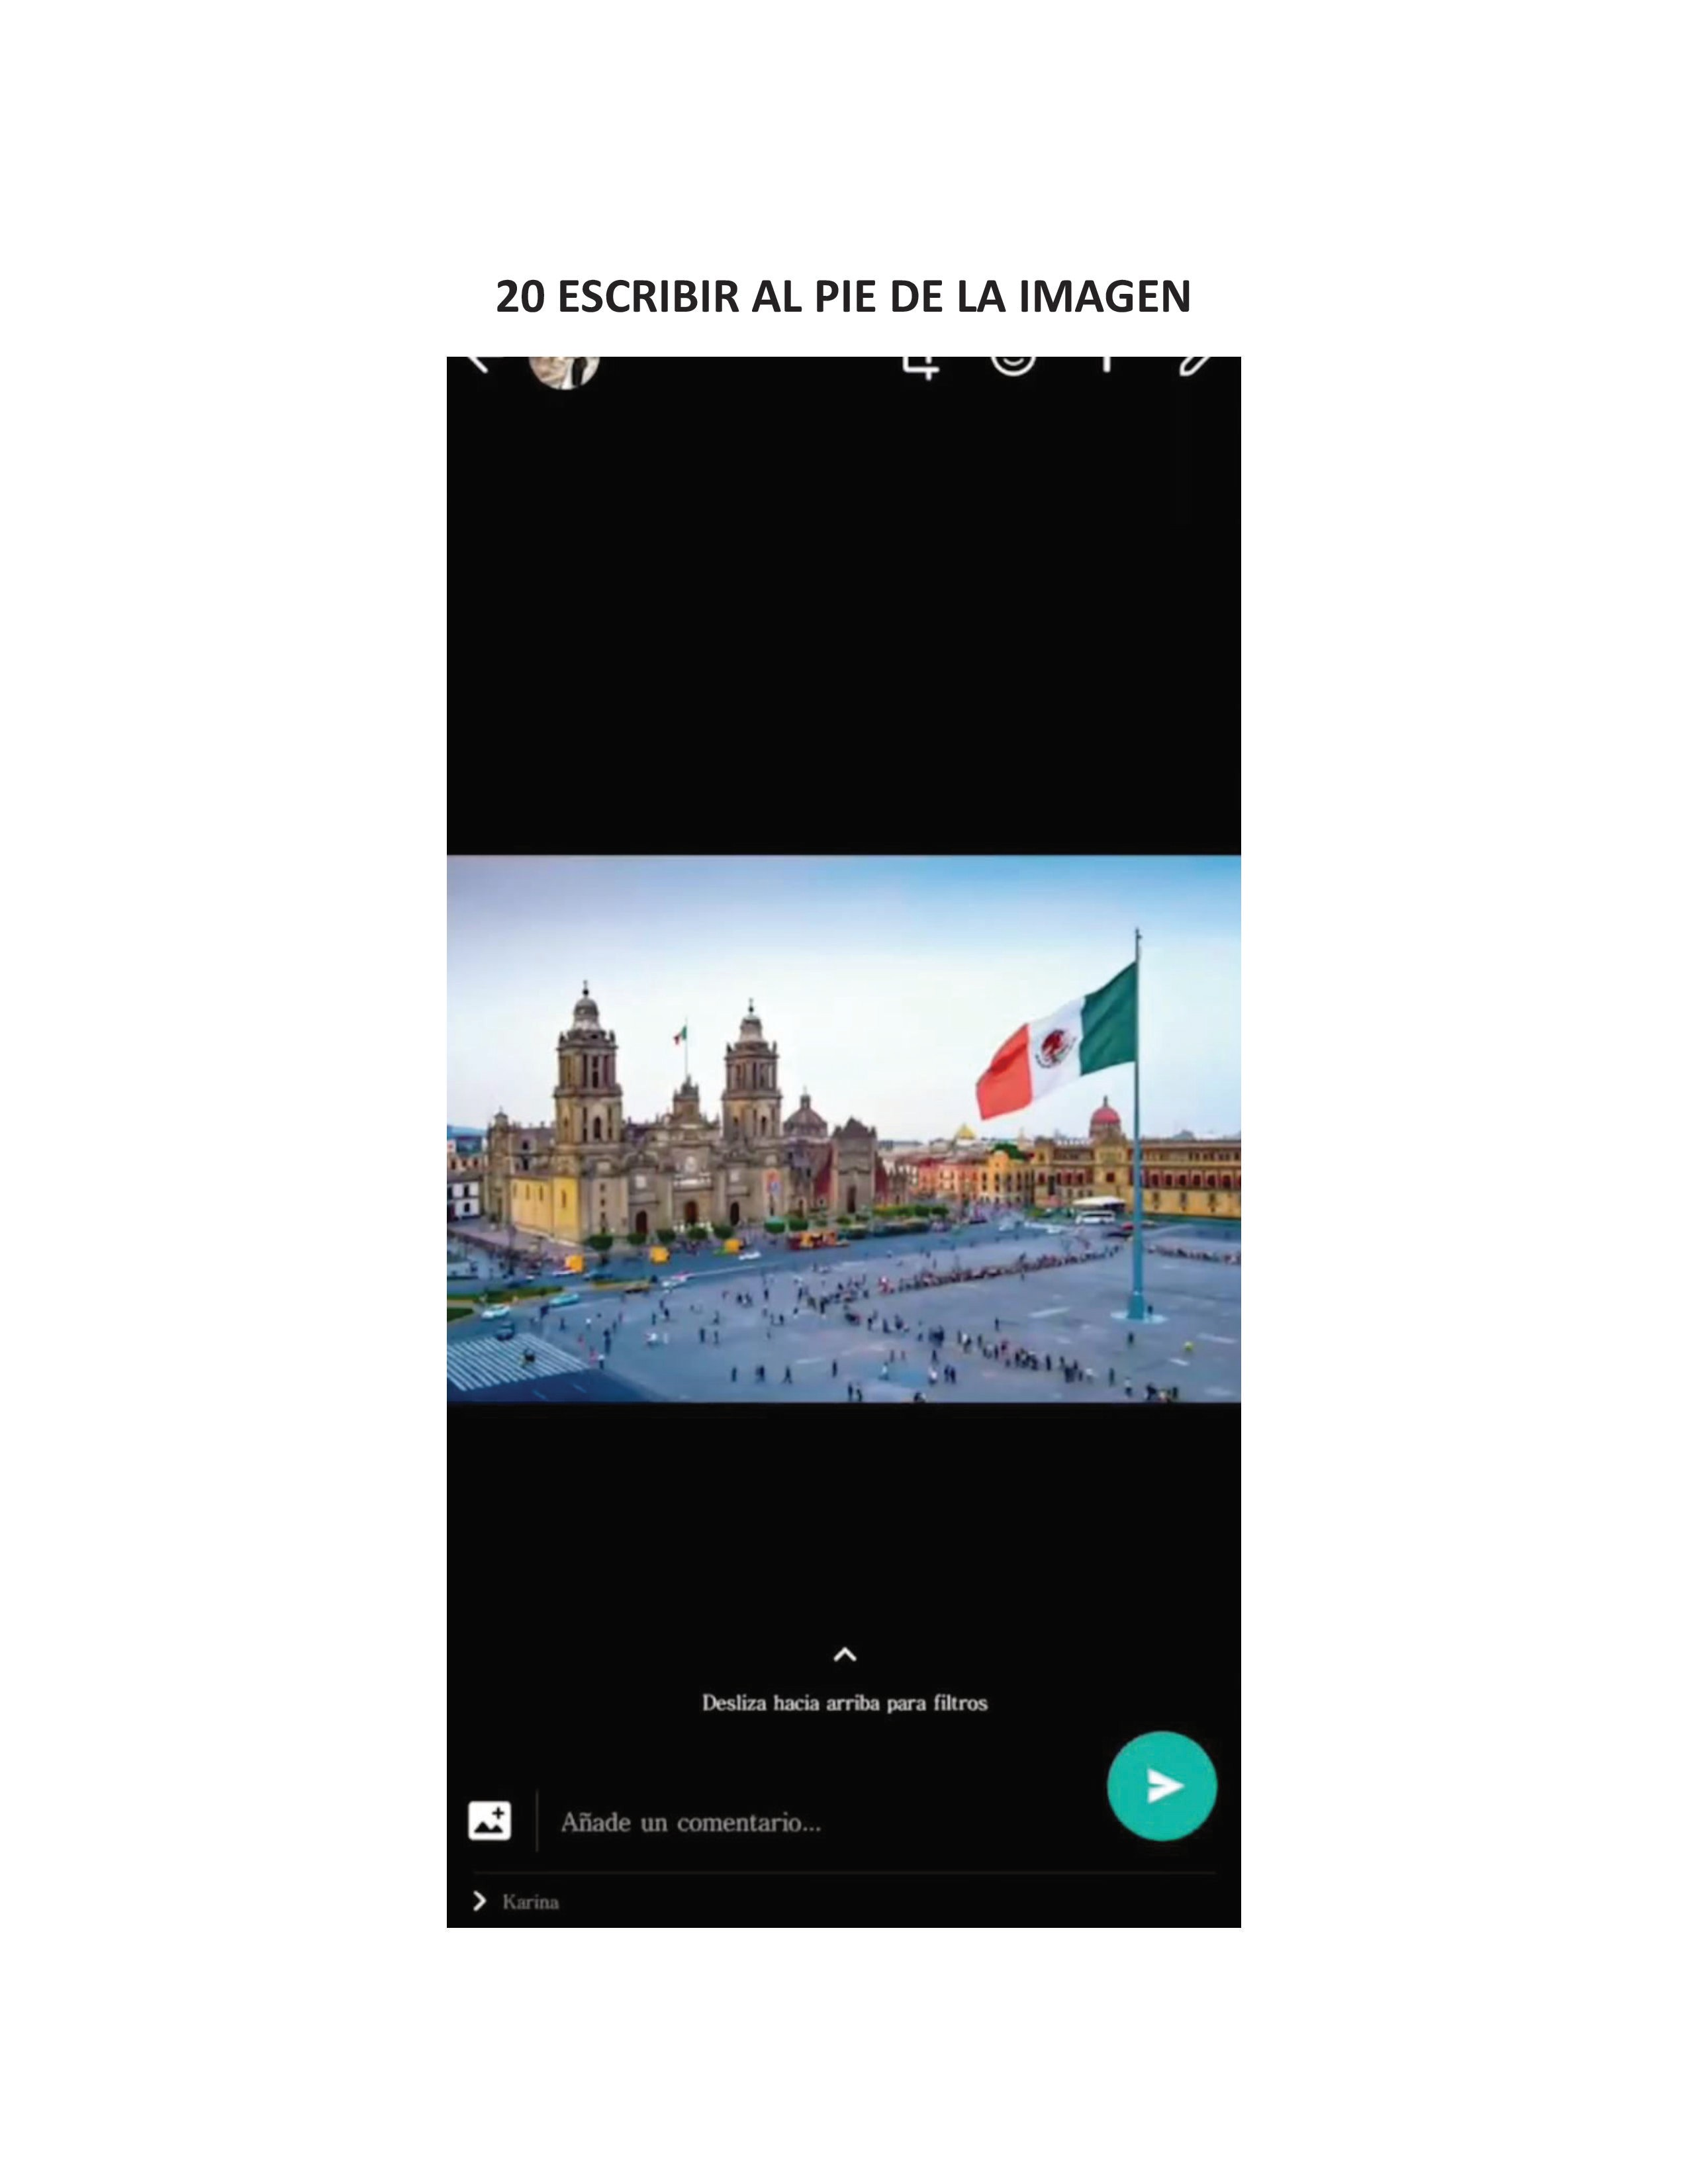 20 ESCRIBIR AL PIE DE LA IMAGEN
Desliza hacia arriba para filtros
Añade un comentario...
Karina